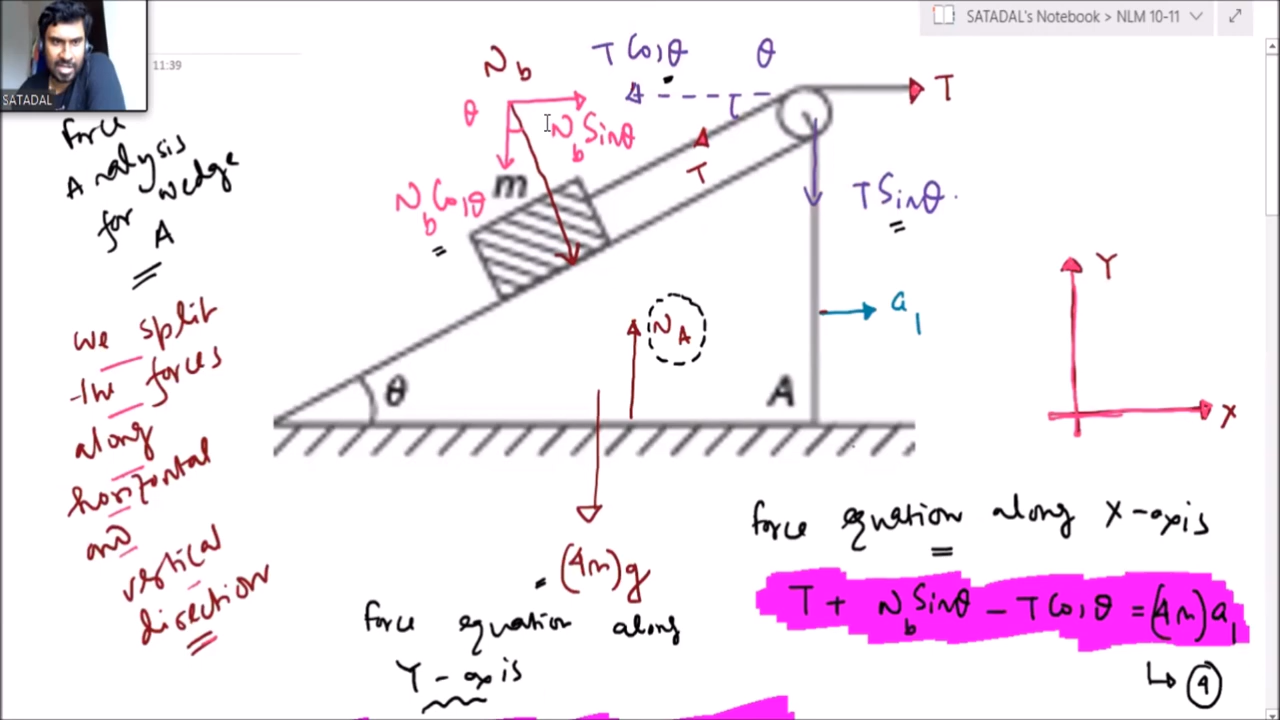 SATADAL's Notebook > NLM 10-11
11:39
SATADAL
Force
Analysis
for wedge
A
we split
the forces
along
horizontal
and
vertical
direction
N_b
θ
N_b Sinθ
N_b Cosθ
m
T Cosθ
θ
T
T
T
T Sinθ
a_1
N_A
θ
A
(4m)g
Y
X
force equation along X-axis
T + N_b Sinθ - T Cosθ = (4m) a_1
↳ ④
force equation along
Y-axis